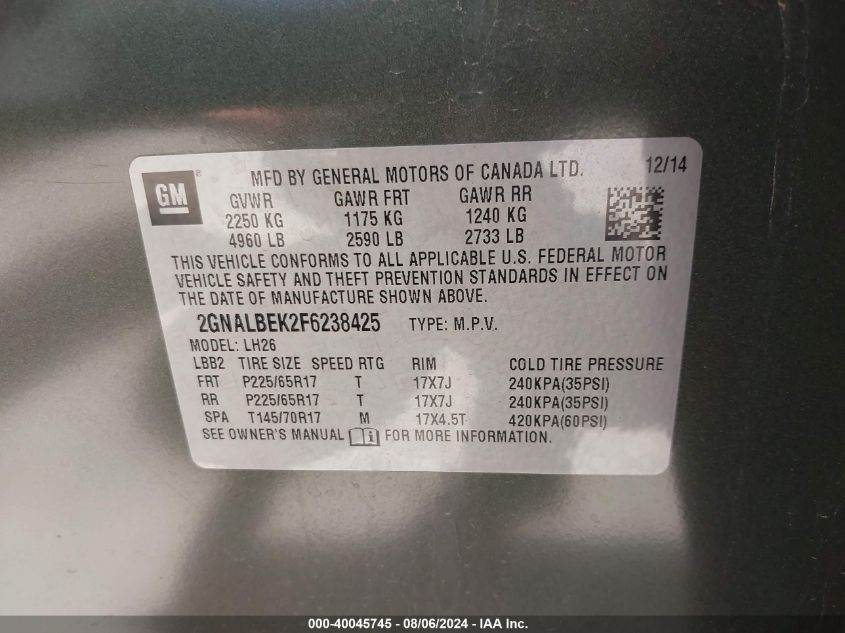 GM ®
MFD BY GENERAL MOTORS OF CANADA LTD. 12/14
GVWR GAWR FRT GAWR RR
2250 KG 1175 KG 1240 KG
4960 LB 2590 LB 2733 LB
THIS VEHICLE CONFORMS TO ALL APPLICABLE U.S. FEDERAL MOTOR
VEHICLE SAFETY AND THEFT PREVENTION STANDARDS IN EFFECT ON
THE DATE OF MANUFACTURE SHOWN ABOVE.
2GNALBEK2F6238425 TYPE: M.P.V.
MODEL: LH26
LBB2 TIRE SIZE SPEED RTG RIM COLD TIRE PRESSURE
FRT P225/65R17 T 17X7J 240KPA(35PSI)
RR P225/65R17 T 17X7J 240KPA(35PSI)
SPA T145/70R17 M 17X4.5T 420KPA(60PSI)
SEE OWNER'S MANUAL FOR MORE INFORMATION.
000-40045745 - 08/06/2024 - IAA Inc.